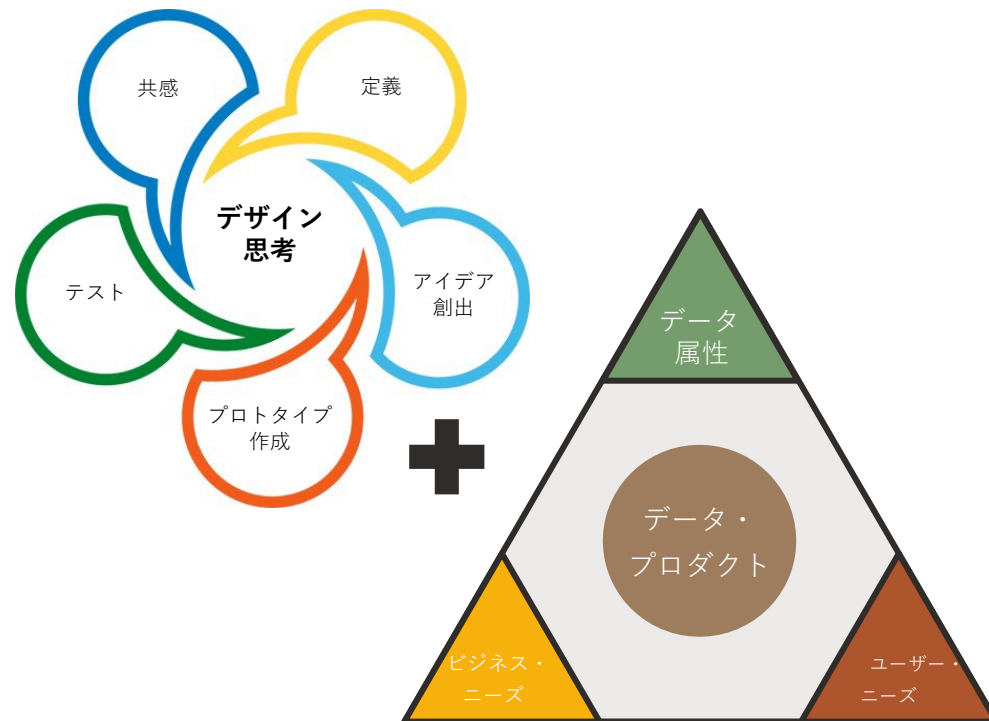 共感
定義
デザイン
思考
テスト
アイデア
創出
プロトタイプ
作成
データ
属性
データ・
プロダクト
ビジネス・
ニーズ
ユーザー・
ニーズ